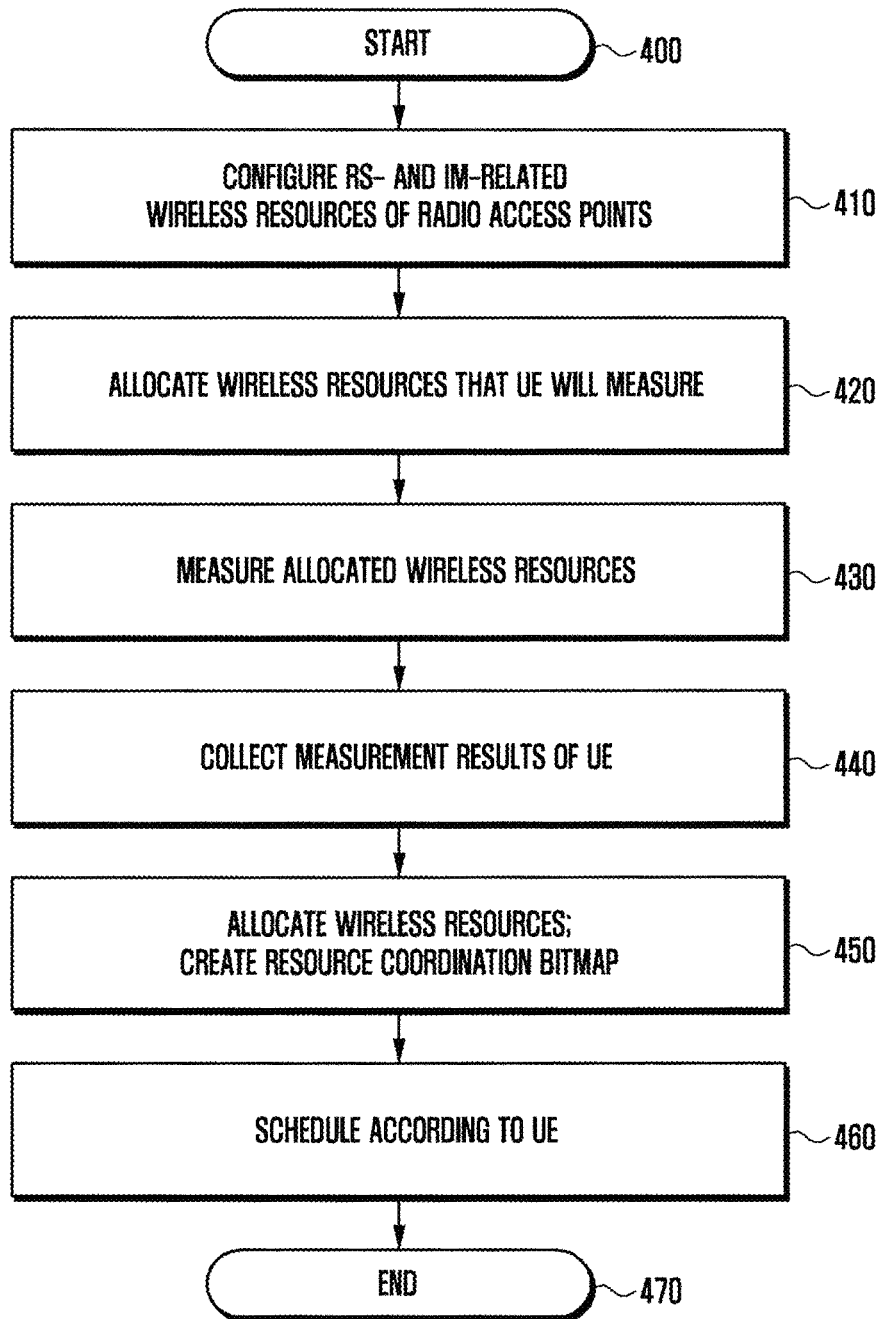 START
400
CONFIGURE RS- AND IM-RELATED
WIRELESS RESOURCES OF RADIO ACCESS POINTS
410
ALLOCATE WIRELESS RESOURCES THAT UE WILL MEASURE
420
MEASURE ALLOCATED WIRELESS RESOURCES
430
COLLECT MEASUREMENT RESULTS OF UE
440
ALLOCATE WIRELESS RESOURCES;
CREATE RESOURCE COORDINATION BITMAP
450
SCHEDULE ACCORDING TO UE
460
END
470